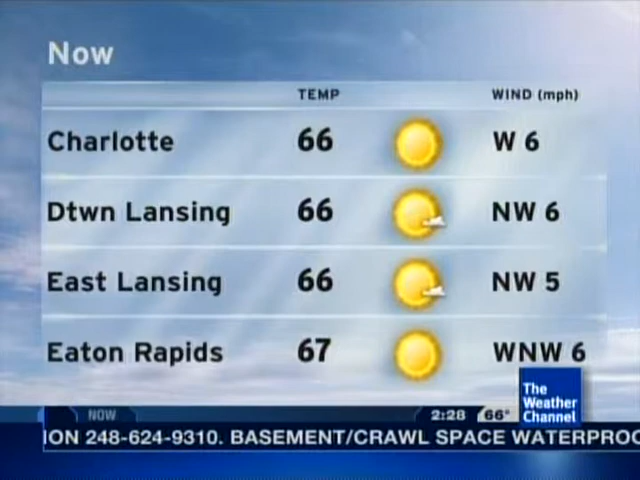 Now
TEMP WIND (mph)
Charlotte 66 W 6
Dtwn Lansing 66 NW 6
East Lansing 66 NW 5
Eaton Rapids 67 WNW 6
The
Weather
Channel
NOW 2:28 66°
ION 248-624-9310. BASEMENT/CRAWL SPACE WATERPROO